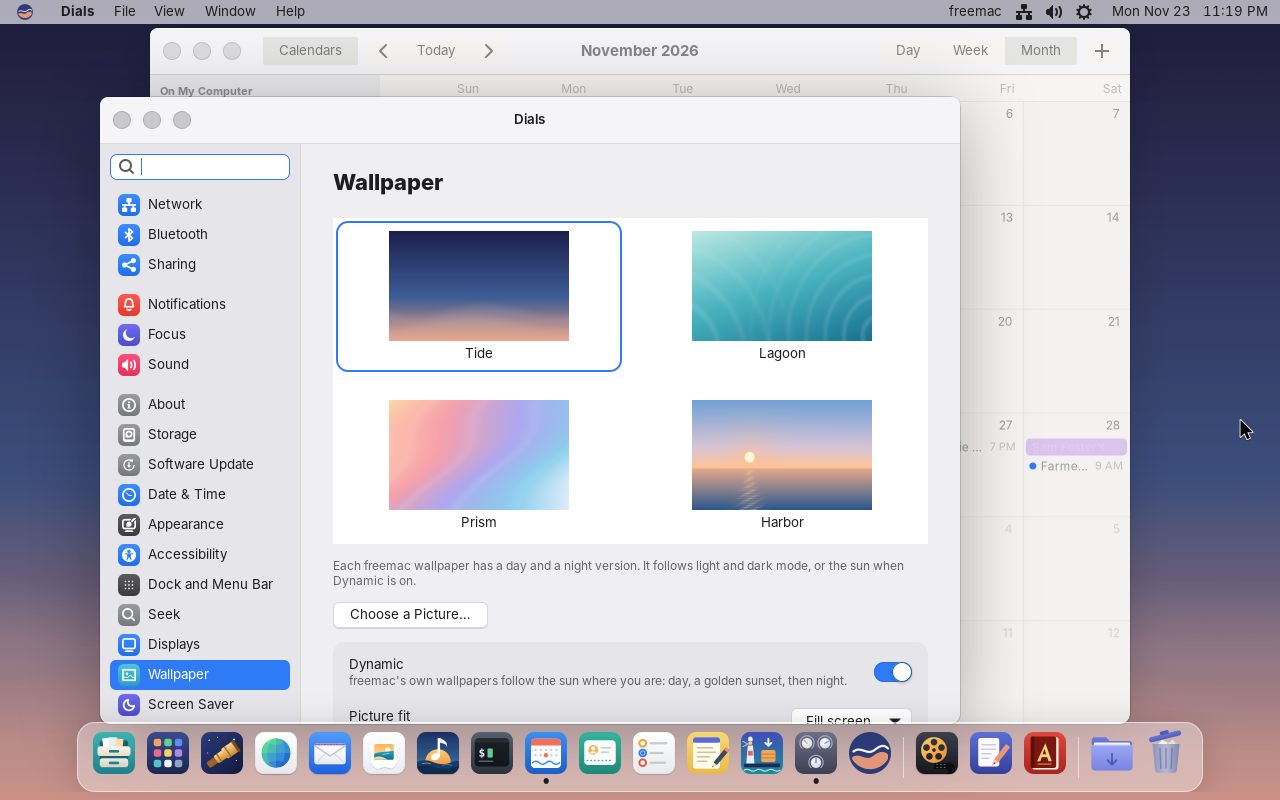 Dials File View Window Help freemac Mon Nov 23 11:19 PM
Calendars Today November 2026 Day Week Month
On My Computer
Sun Mon Tue Wed Thu Fri Sat
Dials
6 7
Wallpaper
Network
Bluetooth
Sharing
13 14
Notifications
Focus
Sound
20 21
Tide Lagoon
About
Storage
Software Update
Date & Time
Appearance
Accessibility
Dock and Menu Bar
Seek
Displays
Wallpaper
Screen Saver
27 28
7 PM
Farme... 9 AM
Prism Harbor
4 5
Each freemac wallpaper has a day and a night version. It follows light and dark mode, or the sun when
Dynamic is on.
Choose a Picture...
11 12
Dynamic
freemac's own wallpapers follow the sun where you are: day, a golden sunset, then night.
Picture fit Fill screen